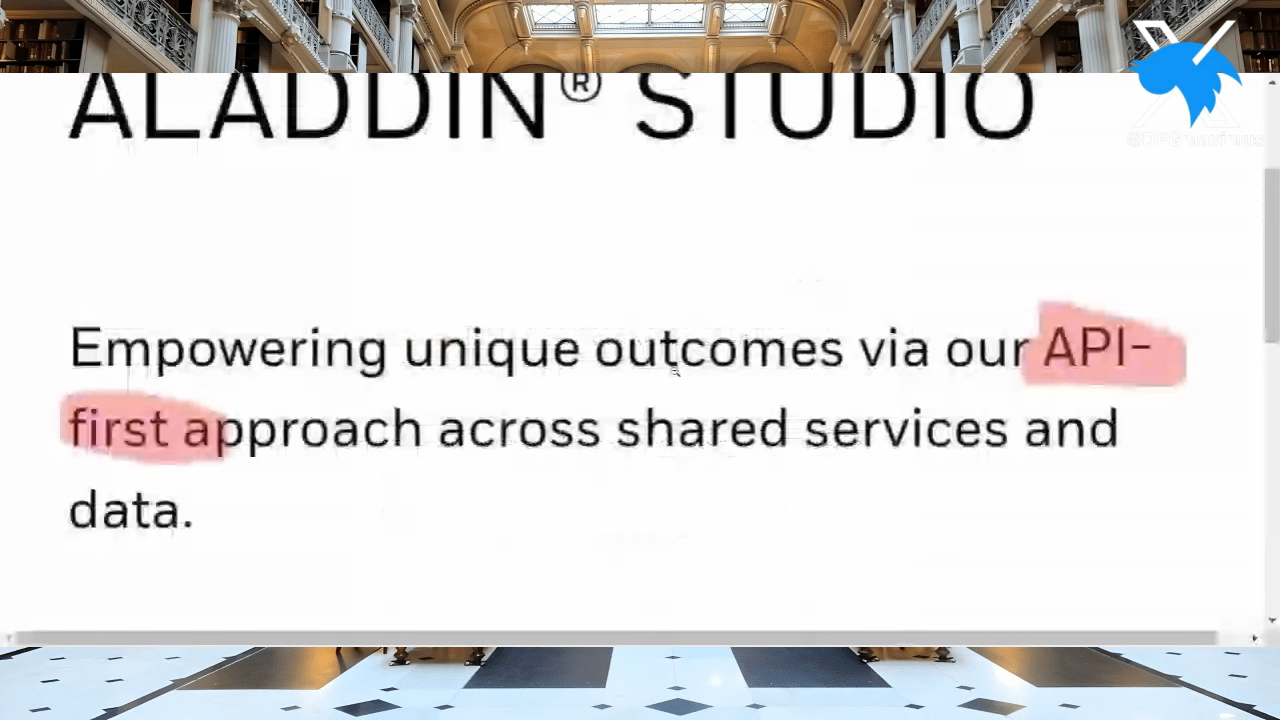 ALADDIN® STUDIO
Empowering unique outcomes via our API-
first approach across shared services and
data.